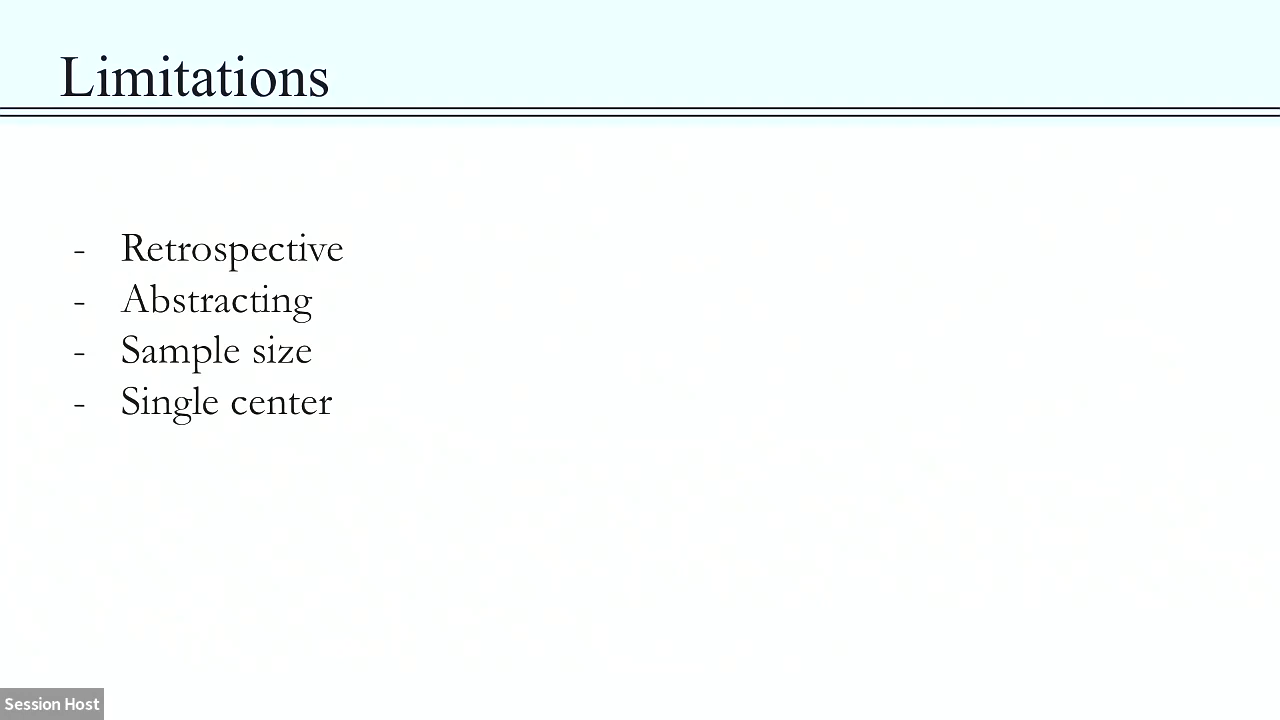 Limitations
- Retrospective
- Abstracting
- Sample size
- Single center
Session Host